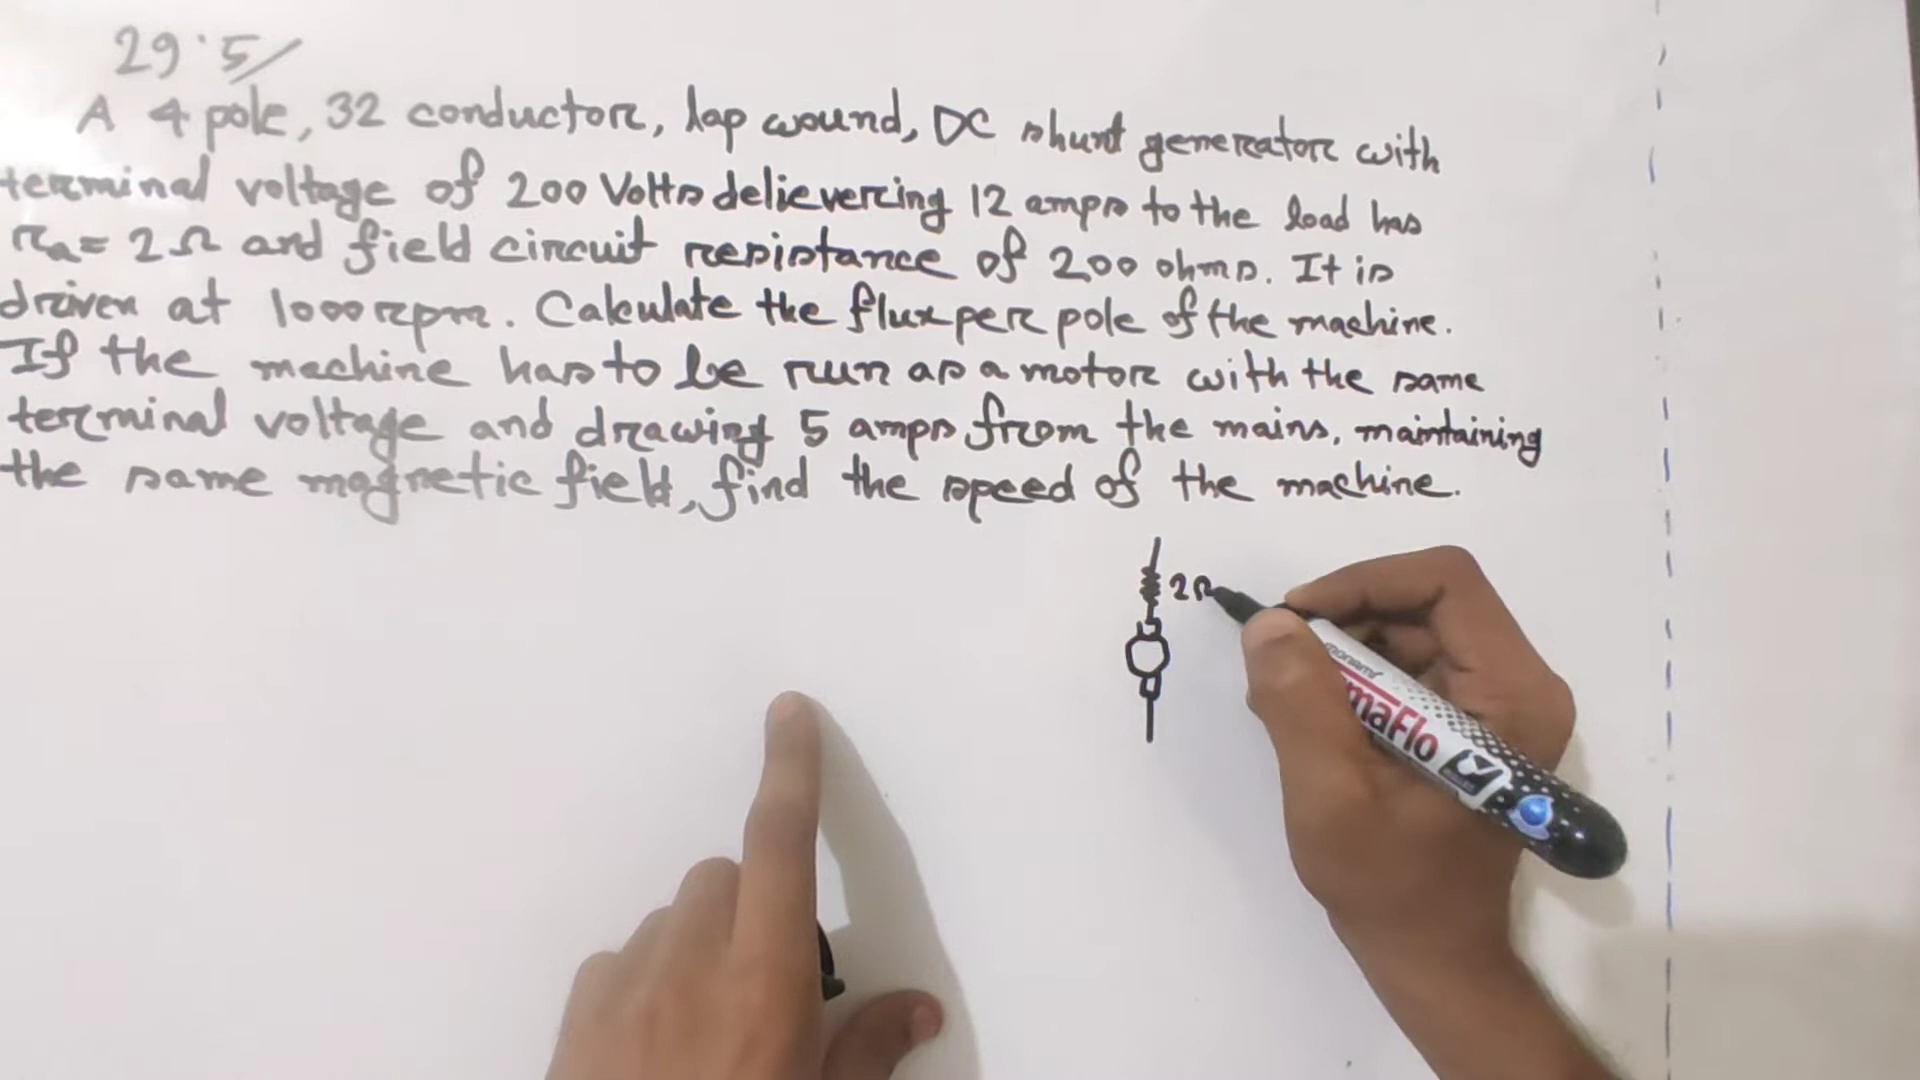 29.5/
A 4 pole, 32 conductor, lap wound, DC shunt generator with
terminal voltage of 200 Volts delievering 12 amps to the load has
ra = 2Ω and field circuit resistance of 200 ohms. It is
driven at 1000 rpm. Calculate the flux per pole of the machine.
If the machine has to be run as a motor with the same
terminal voltage and drawing 5 amps from the mains, maintaining
the same magnetic field, find the speed of the machine.
2Ω
monami
maFlo